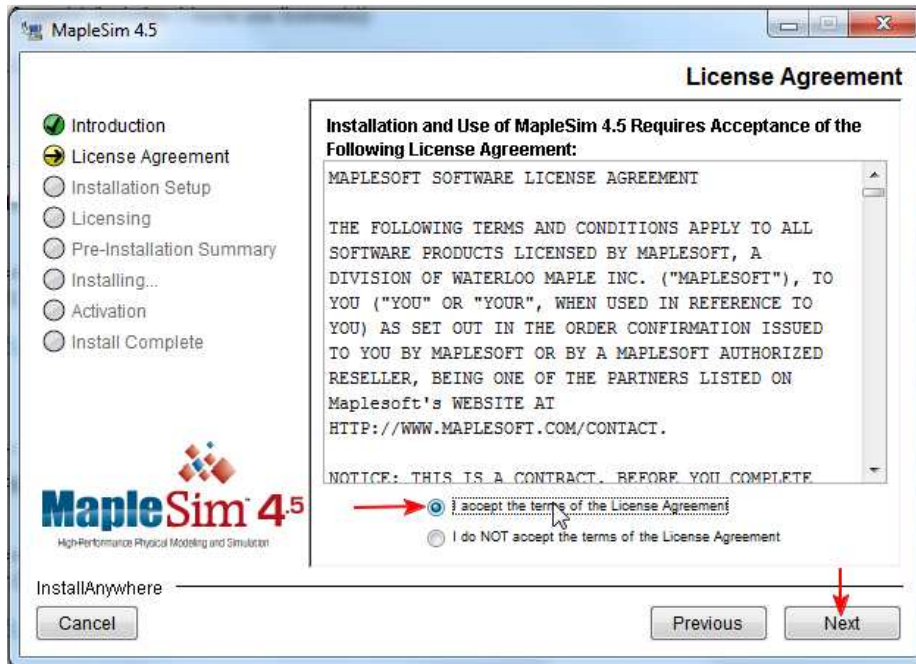 MapleSim 4.5
License Agreement
Introduction
License Agreement
Installation Setup
Licensing
Pre-Installation Summary
Installing...
Activation
Install Complete
Installation and Use of MapleSim 4.5 Requires Acceptance of the
Following License Agreement:
MAPLESOFT SOFTWARE LICENSE AGREEMENT
THE FOLLOWING TERMS AND CONDITIONS APPLY TO ALL
SOFTWARE PRODUCTS LICENSED BY MAPLESOFT, A
DIVISION OF WATERLOO MAPLE INC. ("MAPLESOFT"), TO
YOU ("YOU" OR "YOUR", WHEN USED IN REFERENCE TO
YOU) AS SET OUT IN THE ORDER CONFIRMATION ISSUED
TO YOU BY MAPLESOFT OR BY A MAPLESOFT AUTHORIZED
RESELLER, BEING ONE OF THE PARTNERS LISTED ON
Maplesoft's WEBSITE AT
HTTP://WWW.MAPLESOFT.COM/CONTACT.
NOTICE: THIS IS A CONTRACT. BEFORE YOU COMPLETE
I accept the terms of the License Agreement
I do NOT accept the terms of the License Agreement
MapleSim 4.5
High-Performance Physical Modeling and Simulation
InstallAnywhere
Cancel
Previous
Next